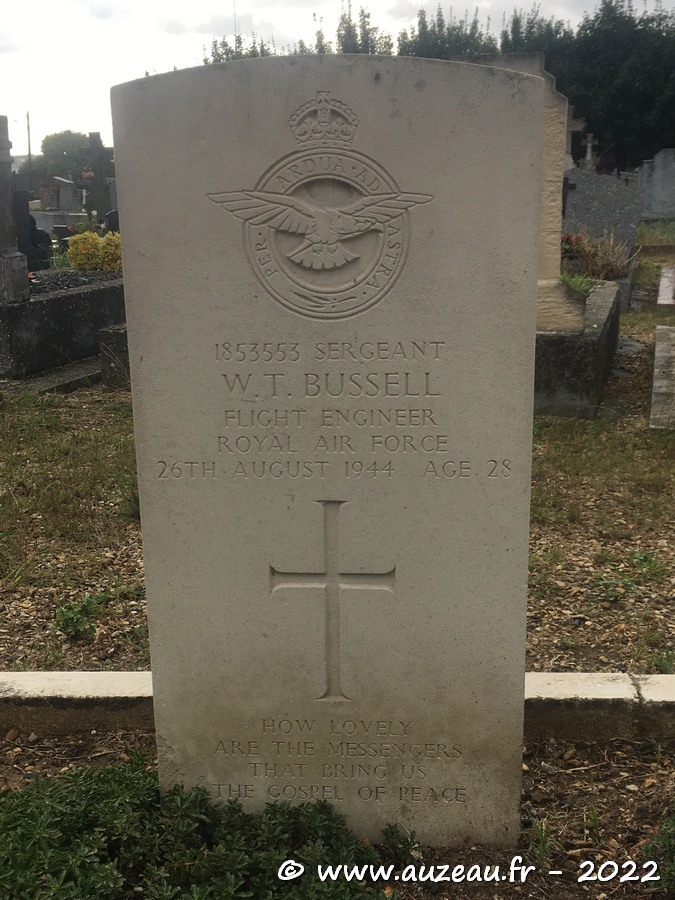 PER · ARDUA · AD ASTRA ·
1853553 SERGEANT
W. T. BUSSELL
FLIGHT ENGINEER
ROYAL AIR FORCE
26TH AUGUST 1944 AGE 28
HOW LOVELY
ARE THE MESSENGERS
THAT BRING US
THE GOSPEL OF PEACE
© www.auzeau.fr - 2022